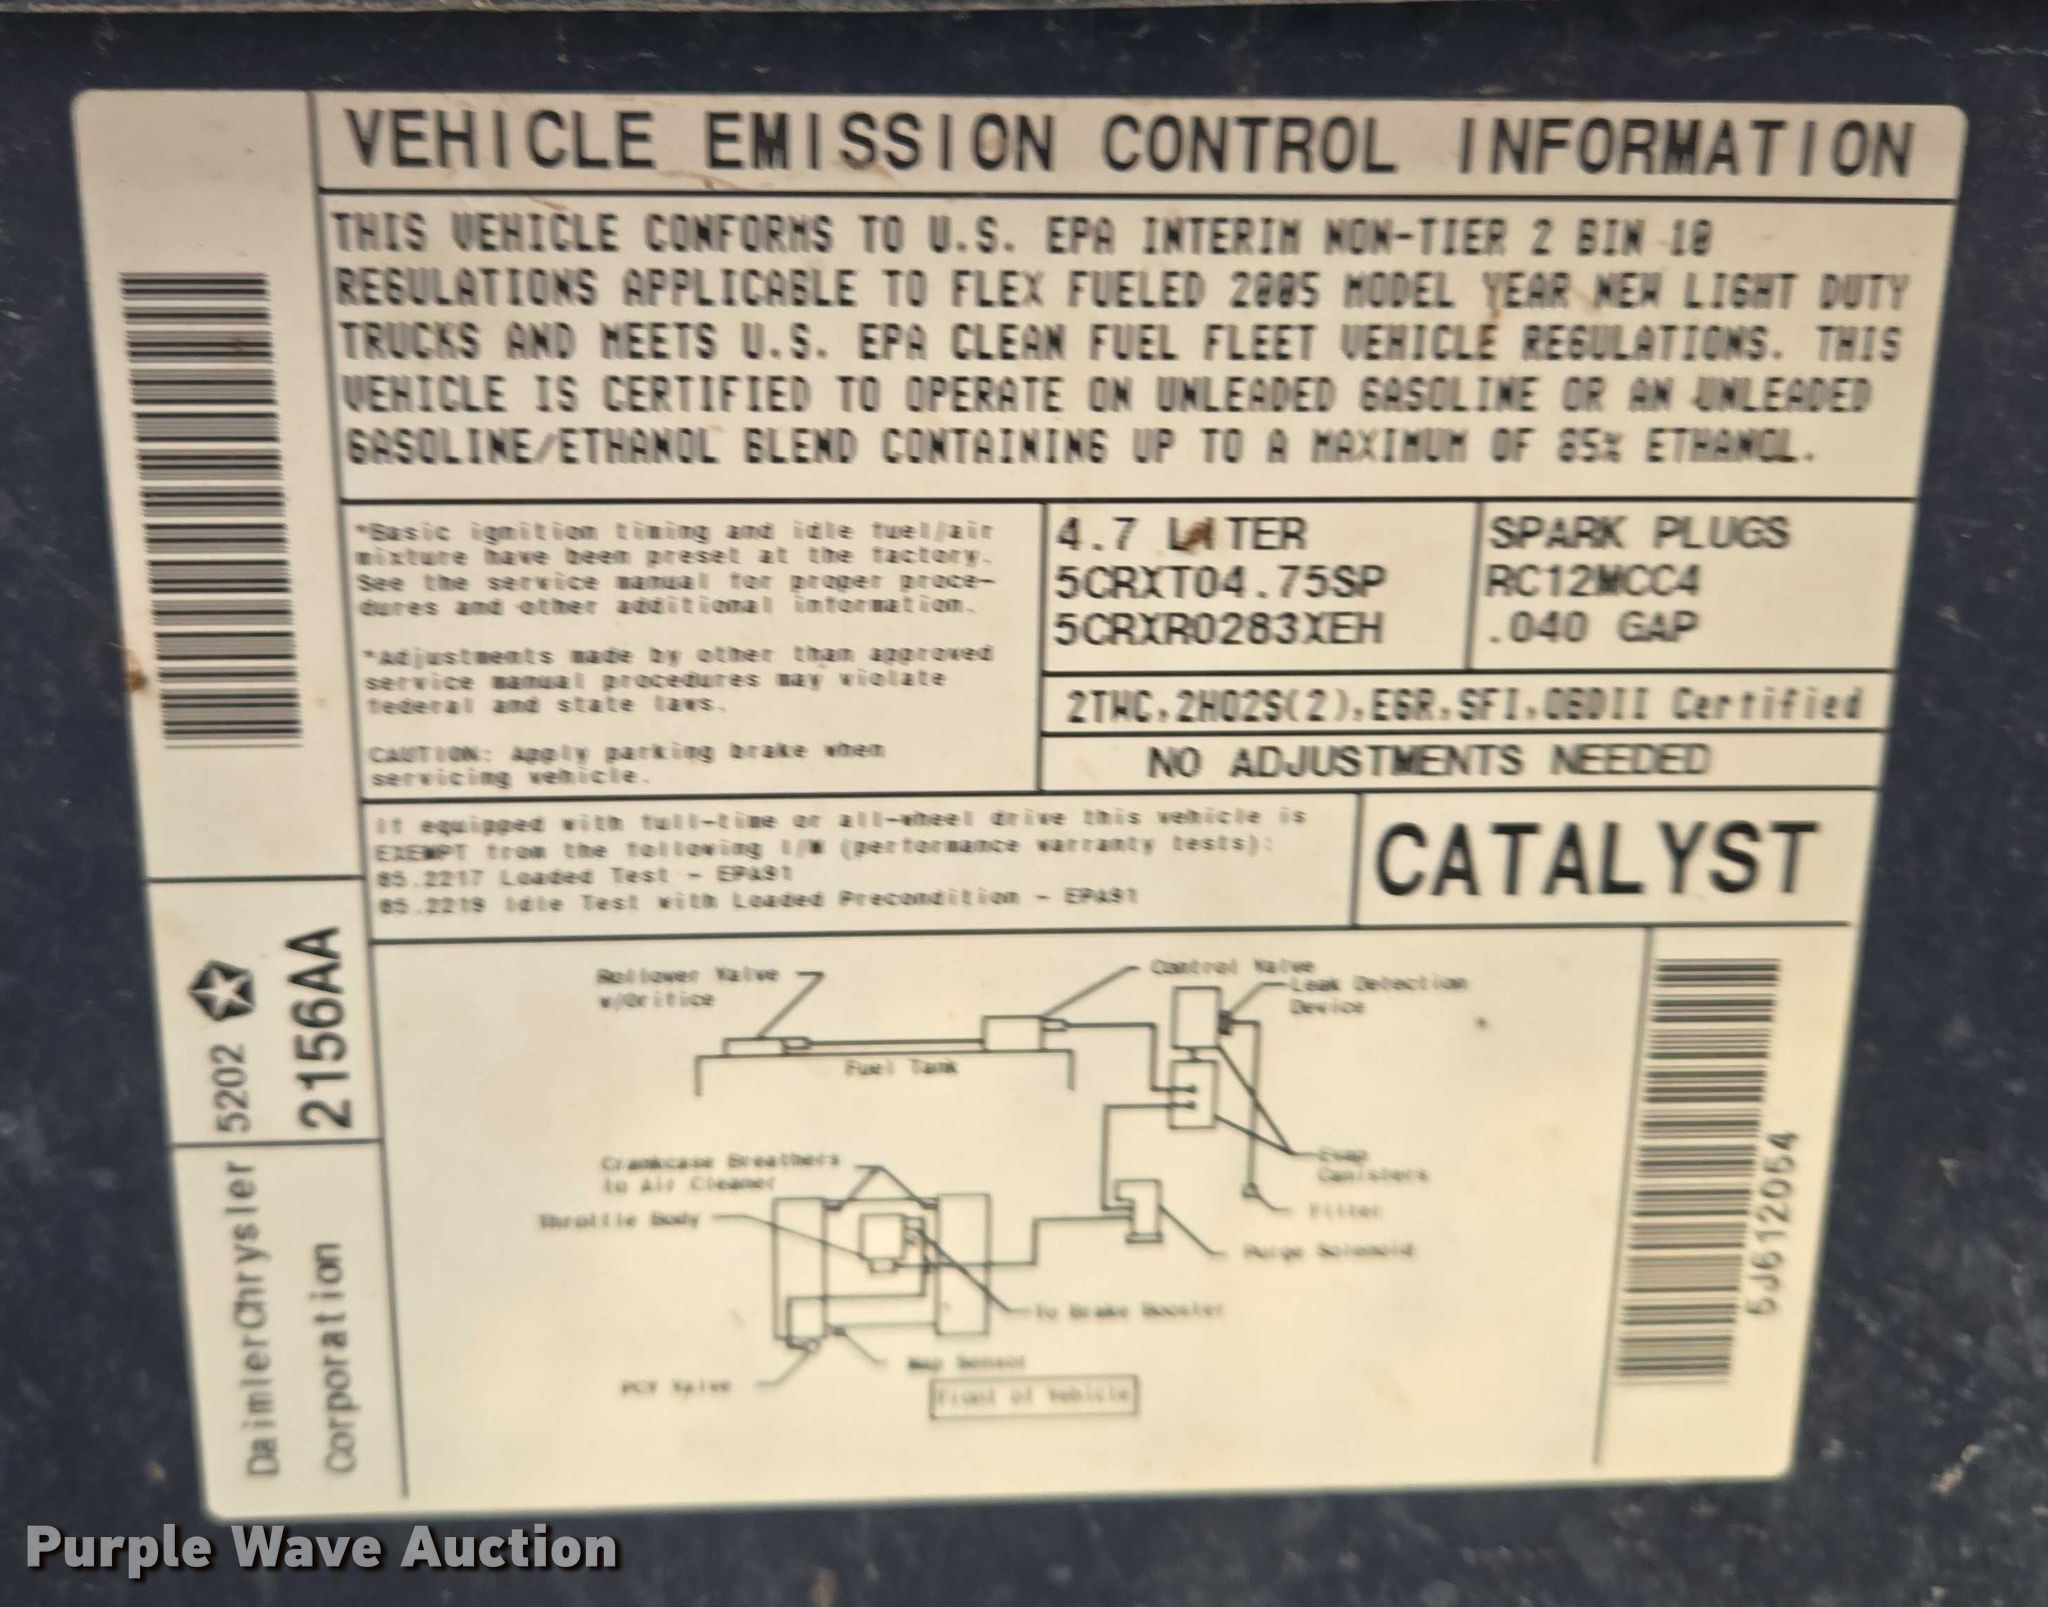 VEHICLE EMISSION CONTROL INFORMATION
THIS VEHICLE CONFORMS TO U.S. EPA INTERIM NON-TIER 2 BIN 10
REGULATIONS APPLICABLE TO FLEX FUELED 2005 MODEL YEAR NEW LIGHT DUTY
TRUCKS AND MEETS U.S. EPA CLEAN FUEL FLEET VEHICLE REGULATIONS. THIS
VEHICLE IS CERTIFIED TO OPERATE ON UNLEADED GASOLINE OR AN UNLEADED
GASOLINE/ETHANOL BLEND CONTAINING UP TO A MAXIMUM OF 85% ETHANOL.
*Basic ignition timing and idle fuel/air
mixture have been preset at the factory.
See the service manual for proper proce-
dures and other additional information.
*Adjustments made by other than approved
service manual procedures may violate
federal and state laws.
CAUTION: Apply parking brake when
servicing vehicle.
4.7 LITER
5CRXT04.75SP
5CRXR0283XEH
SPARK PLUGS
RC12MCC4
.040 GAP
2TWC,2HO2S(2),EGR,SFI,OBDII Certified
NO ADJUSTMENTS NEEDED
If equipped with full-time or all-wheel drive this vehicle is
EXEMPT from the following I/M (performance warranty tests):
85.2217 Loaded Test - EPA91
85.2219 Idle Test with Loaded Precondition - EPA91
CATALYST
Rollover Valve
w/Orifice
Control Valve
Leak Detection
Device
Fuel Tank
Evap
Canisters
Filter
Purge Solenoid
Crankcase Breathers
to Air Cleaner
Throttle Body
To Brake Booster
Map Sensor
PCV Valve
Front of Vehicle
5202
2156AA
DaimlerChrysler
Corporation
5J612054
Purple Wave Auction